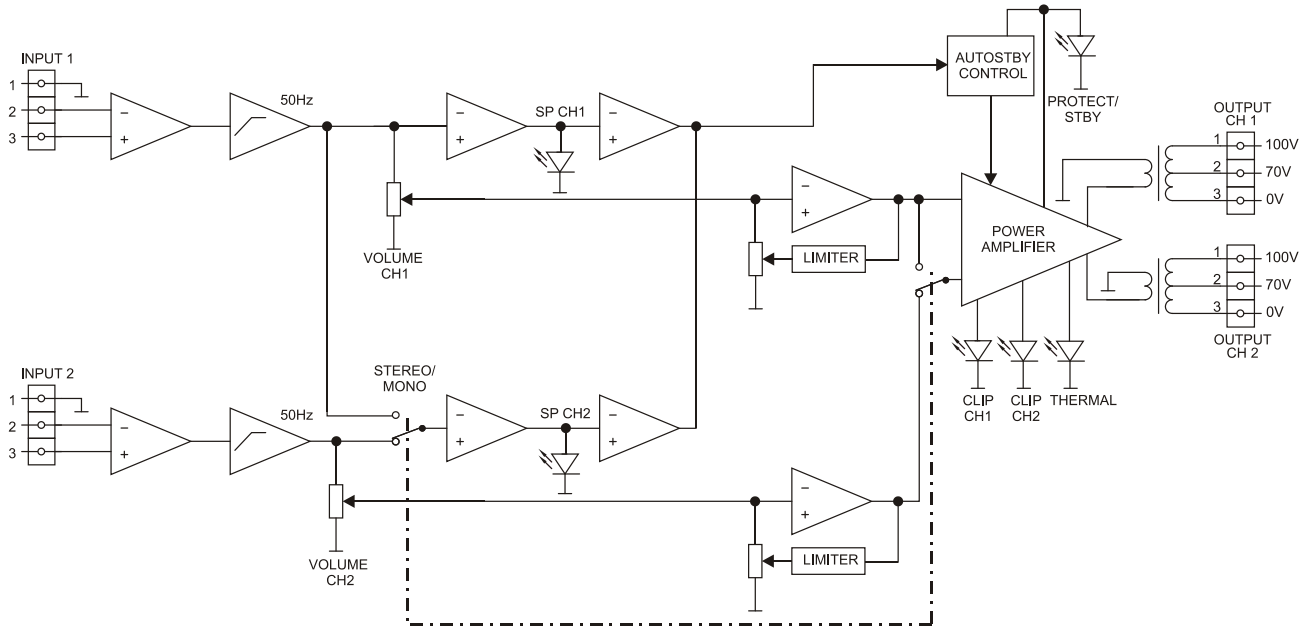 INPUT 1
1
2
3
−
+
50Hz
−
+
SP CH1
−
+
AUTOSTBY
CONTROL
PROTECT/
STBY
OUTPUT
CH 1
1
100V
2
70V
3
0V
VOLUME
CH1
−
+
LIMITER
POWER
AMPLIFIER
1
100V
2
70V
3
0V
OUTPUT
CH 2
CLIP
CH1
CLIP
CH2
THERMAL
INPUT 2
1
2
3
−
+
50Hz
STEREO/
MONO
−
+
SP CH2
−
+
VOLUME
CH2
−
+
LIMITER